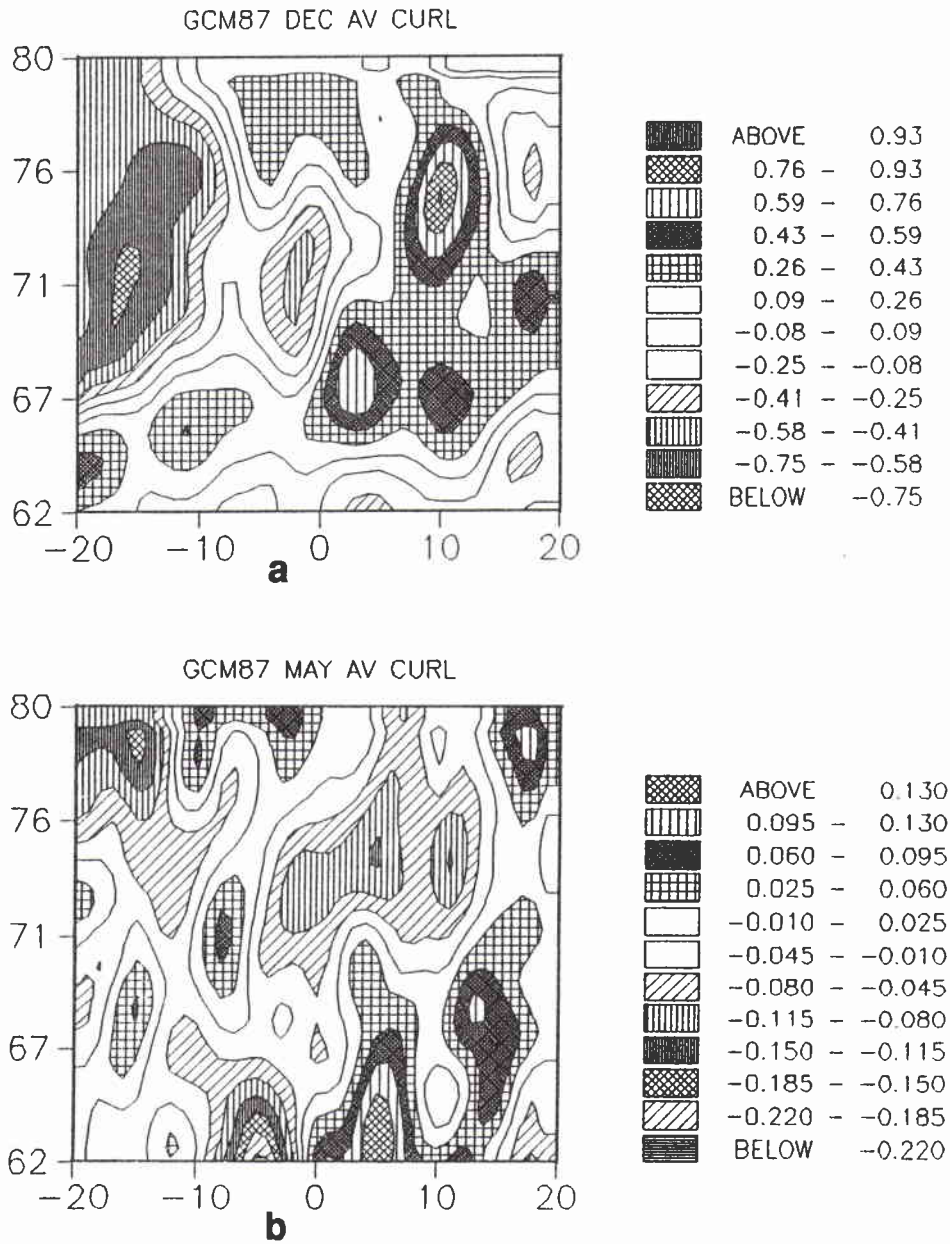 GCM87 DEC AV CURL
80
76
71
67
62
−20 −10 0 10 20
a
ABOVE 0.93
0.76 − 0.93
0.59 − 0.76
0.43 − 0.59
0.26 − 0.43
0.09 − 0.26
−0.08 − 0.09
−0.25 − −0.08
−0.41 − −0.25
−0.58 − −0.41
−0.75 − −0.58
BELOW −0.75
GCM87 MAY AV CURL
80
76
71
67
62
−20 −10 0 10 20
b
ABOVE 0.130
0.095 − 0.130
0.060 − 0.095
0.025 − 0.060
−0.010 − 0.025
−0.045 − −0.010
−0.080 − −0.045
−0.115 − −0.080
−0.150 − −0.115
−0.185 − −0.150
−0.220 − −0.185
BELOW −0.220